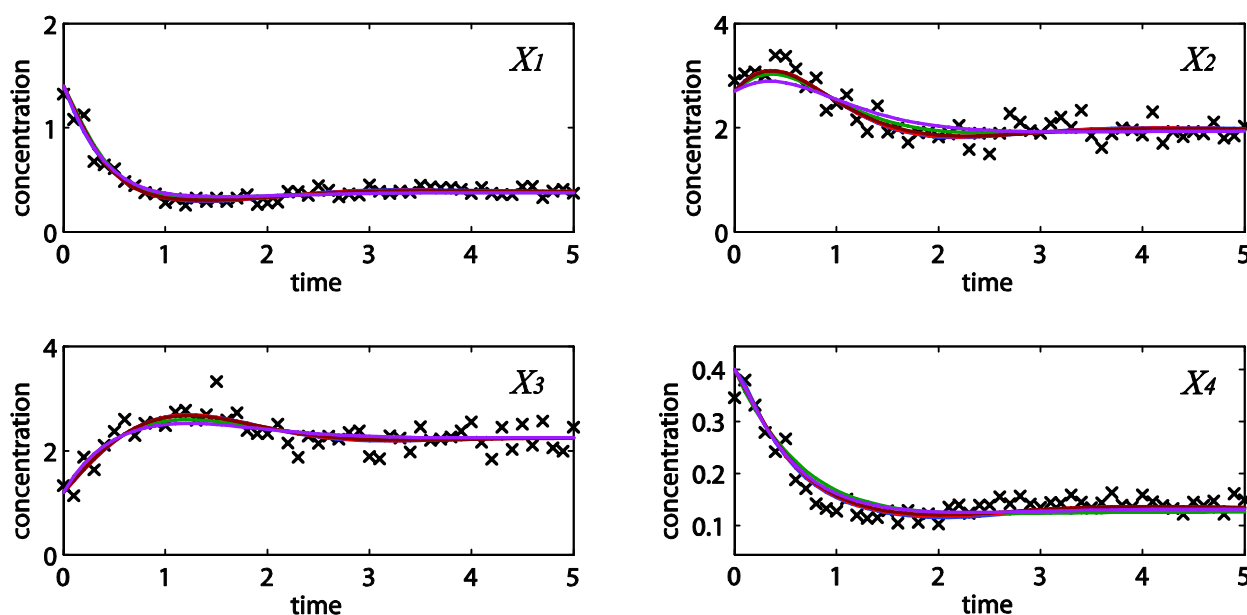 2
X1
concentration
1
0
0 1 2 3 4 5
time
4
X2
concentration
2
0
0 1 2 3 4 5
time
4
X3
concentration
2
0
0 1 2 3 4 5
time
0.4
X4
0.3
concentration
0.2
0.1
0 1 2 3 4 5
time